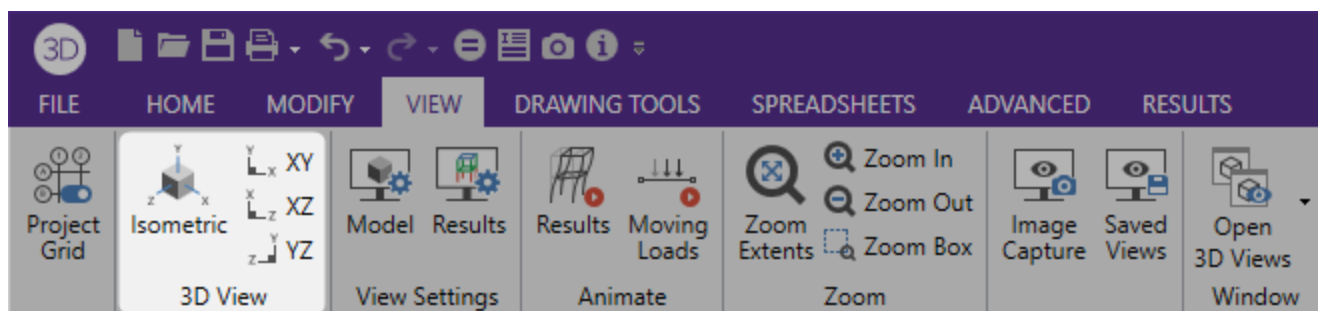 3D
FILE HOME MODIFY VIEW DRAWING TOOLS SPREADSHEETS ADVANCED RESULTS
Project
Grid
Y
Z X
Isometric
Y
X XY
X
Z XZ
Y
Z YZ
3D View
Model Results
View Settings
Results Moving
Loads
Animate
Zoom
Extents
Zoom In
Zoom Out
Zoom Box
Zoom
Image
Capture
Saved
Views
Open
3D Views
Window